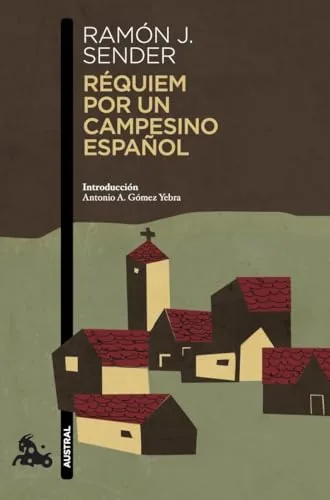 RAMÓN J.
SENDER
RÉQUIEM
POR UN
CAMPESINO
ESPAÑOL
Introducción
Antonio A. Gómez Yebra
AUSTRAL